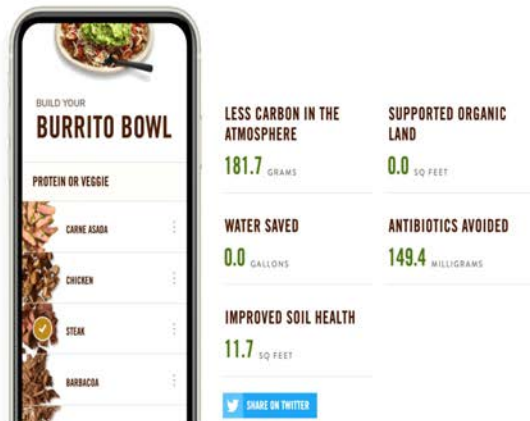 BUILD YOUR
BURRITO BOWL
PROTEIN OR VEGGIE
CARNE ASADA
CHICKEN
STEAK
BARBACOA
LESS CARBON IN THE
ATMOSPHERE
181.7 GRAMS
SUPPORTED ORGANIC
LAND
0.0 SQ FEET
WATER SAVED
0.0 GALLONS
ANTIBIOTICS AVOIDED
149.4 MILLIGRAMS
IMPROVED SOIL HEALTH
11.7 SQ FEET
SHARE ON TWITTER